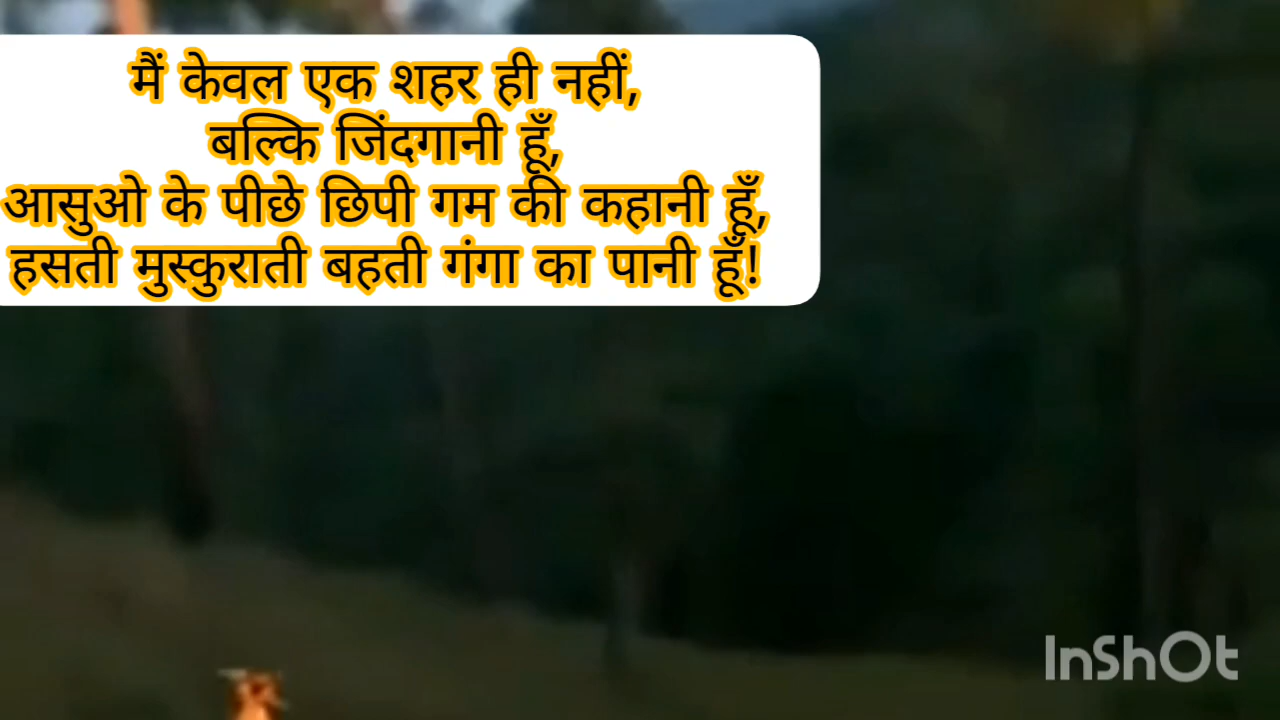 मैं केवल एक शहर ही नहीं,
बल्कि जिंदगानी हूँ,
आसुओ के पीछे छिपी गम की कहानी हूँ,
हसती मुस्कुराती बहती गंगा का पानी हूँ!
InShOt